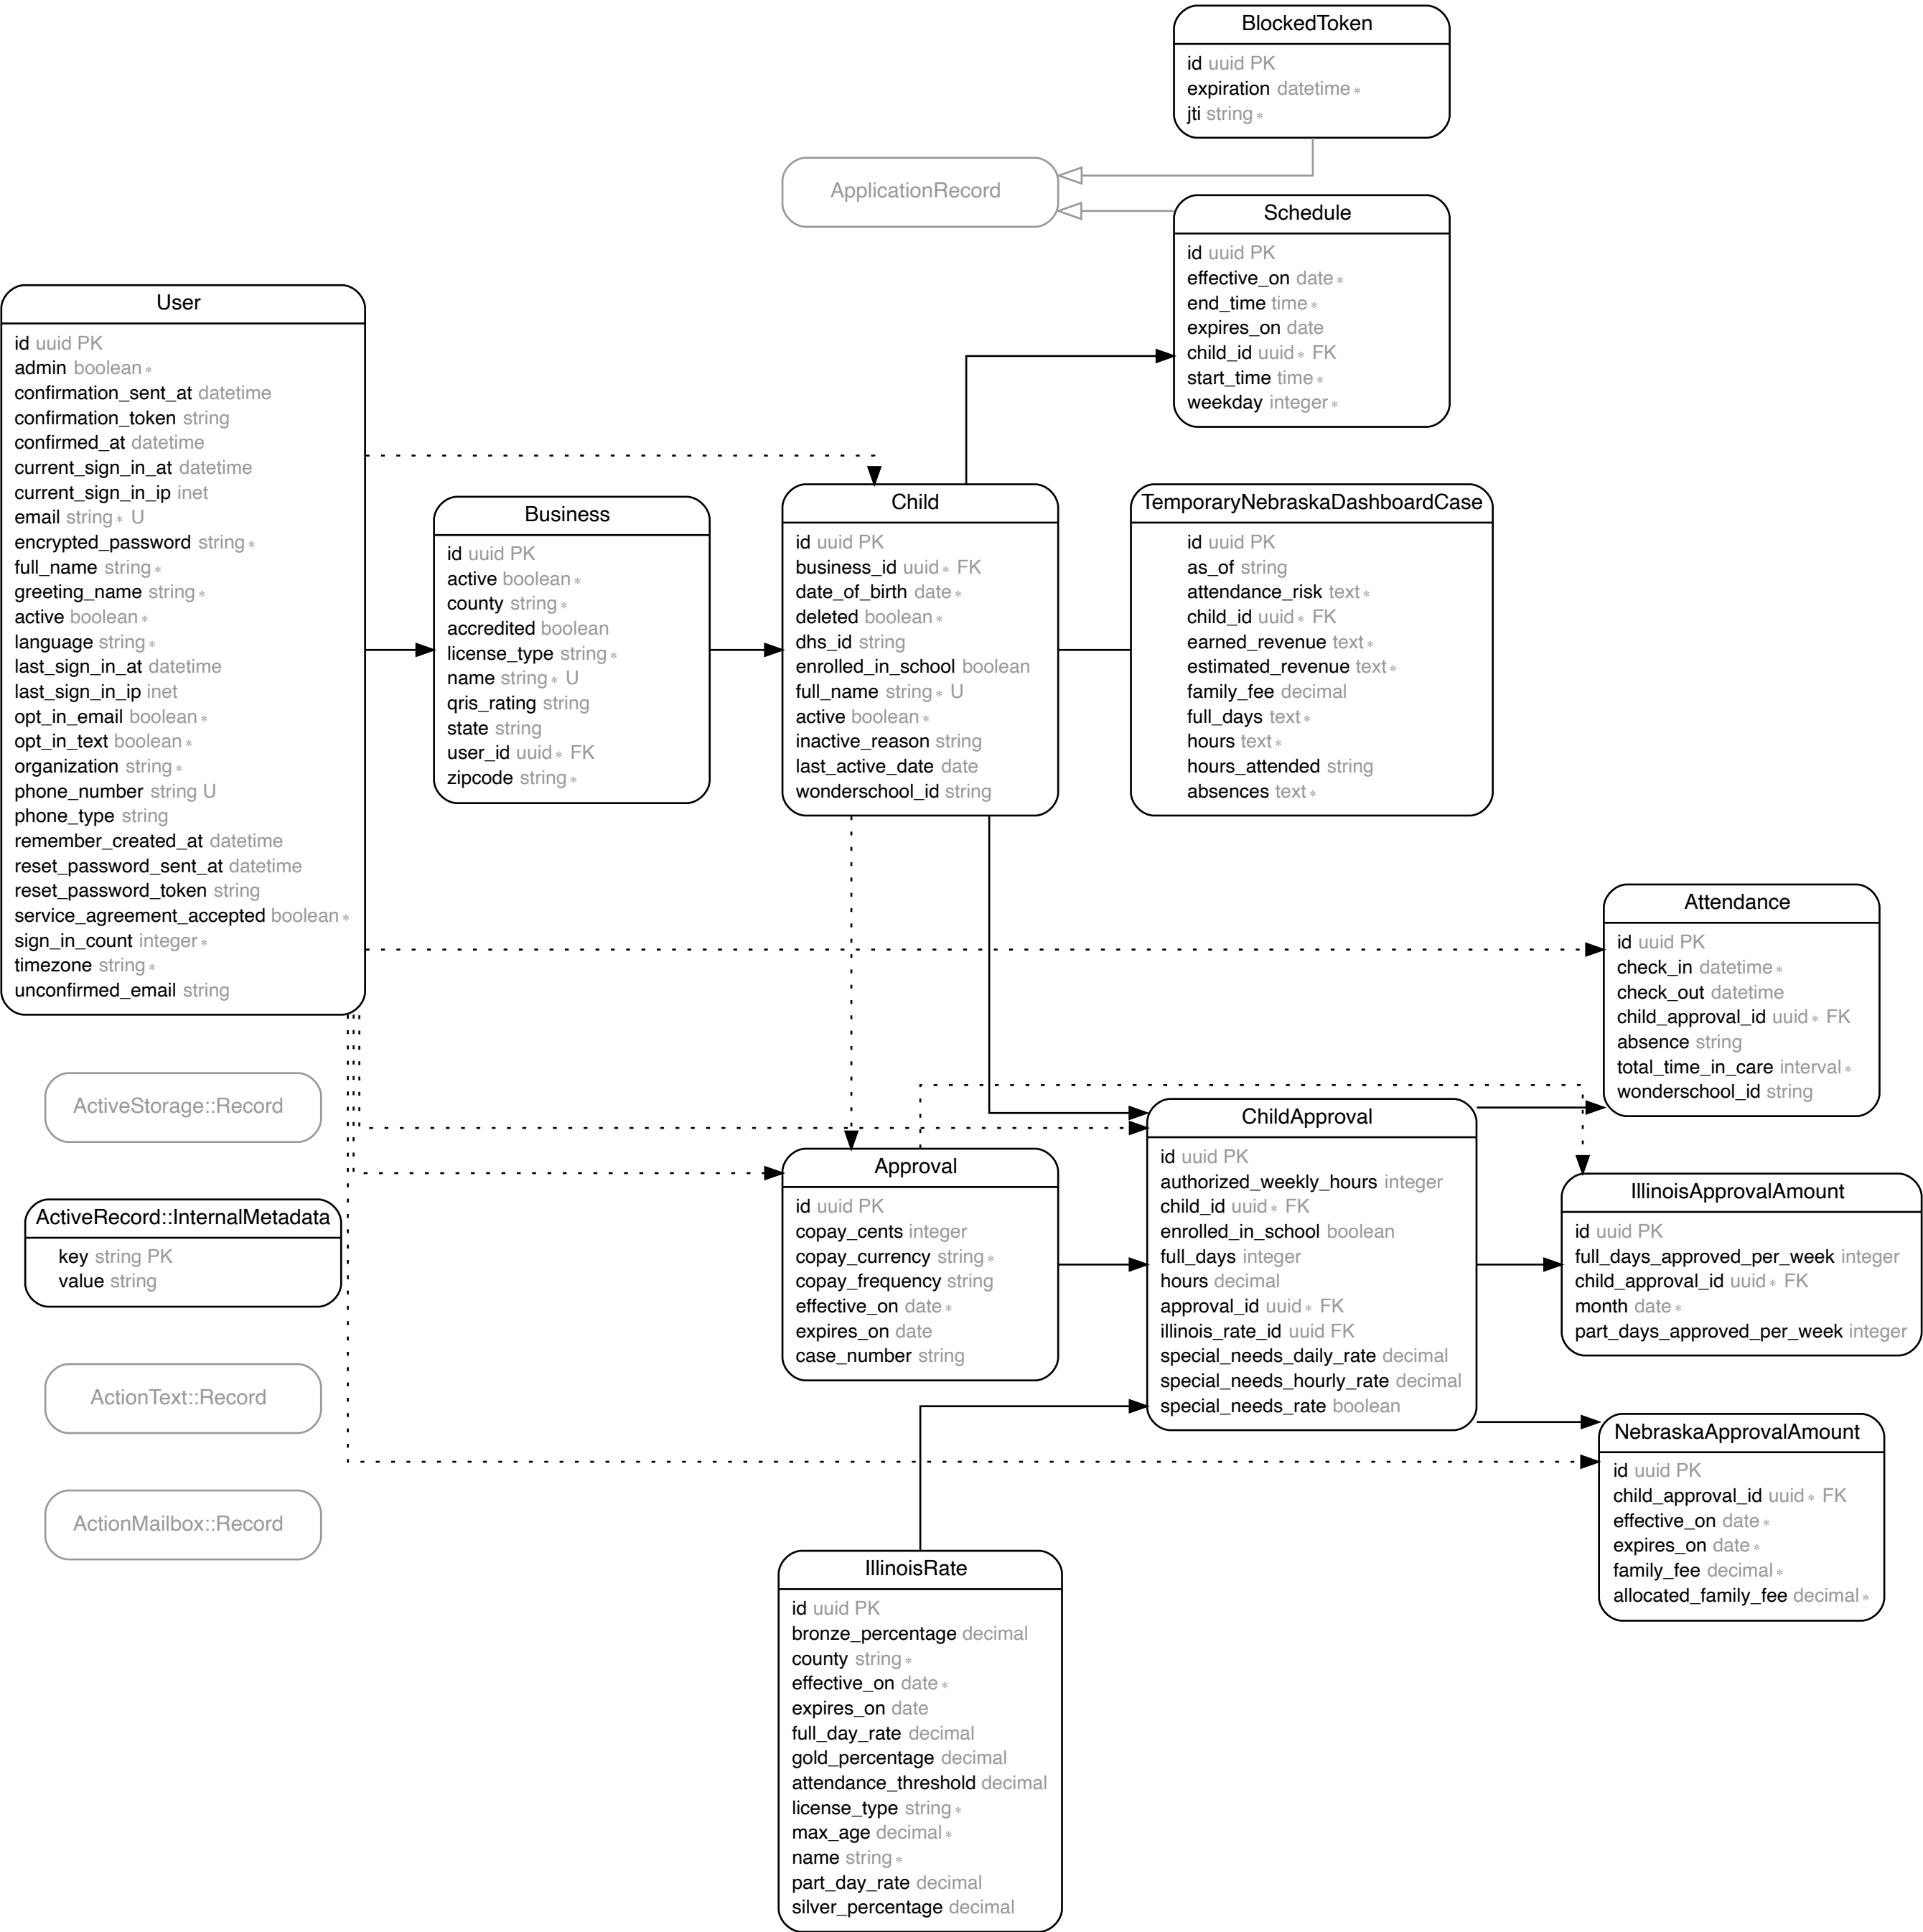 BlockedToken
id uuid PK
expiration datetime ∗
jti string ∗
ApplicationRecord
Schedule
id uuid PK
effective_on date ∗
end_time time ∗
expires_on date
child_id uuid ∗ FK
start_time time ∗
weekday integer ∗
User
id uuid PK
admin boolean ∗
confirmation_sent_at datetime
confirmation_token string
confirmed_at datetime
current_sign_in_at datetime
current_sign_in_ip inet
email string ∗ U
encrypted_password string ∗
full_name string ∗
greeting_name string ∗
active boolean ∗
language string ∗
last_sign_in_at datetime
last_sign_in_ip inet
opt_in_email boolean ∗
opt_in_text boolean ∗
organization string ∗
phone_number string U
phone_type string
remember_created_at datetime
reset_password_sent_at datetime
reset_password_token string
service_agreement_accepted boolean ∗
sign_in_count integer ∗
timezone string ∗
unconfirmed_email string
Business
id uuid PK
active boolean ∗
county string ∗
accredited boolean
license_type string ∗
name string ∗ U
qris_rating string
state string
user_id uuid ∗ FK
zipcode string ∗
Child
id uuid PK
business_id uuid ∗ FK
date_of_birth date ∗
deleted boolean ∗
dhs_id string
enrolled_in_school boolean
full_name string ∗ U
active boolean ∗
inactive_reason string
last_active_date date
wonderschool_id string
TemporaryNebraskaDashboardCase
id uuid PK
as_of string
attendance_risk text ∗
child_id uuid ∗ FK
earned_revenue text ∗
estimated_revenue text ∗
family_fee decimal
full_days text ∗
hours text ∗
hours_attended string
absences text ∗
Attendance
id uuid PK
check_in datetime ∗
check_out datetime
child_approval_id uuid ∗ FK
absence string
total_time_in_care interval ∗
wonderschool_id string
ActiveStorage::Record
ActiveRecord::InternalMetadata
key string PK
value string
ActionText::Record
ActionMailbox::Record
Approval
id uuid PK
copay_cents integer
copay_currency string ∗
copay_frequency string
effective_on date ∗
expires_on date
case_number string
ChildApproval
id uuid PK
authorized_weekly_hours integer
child_id uuid ∗ FK
enrolled_in_school boolean
full_days integer
hours decimal
approval_id uuid ∗ FK
illinois_rate_id uuid FK
special_needs_daily_rate decimal
special_needs_hourly_rate decimal
special_needs_rate boolean
IllinoisApprovalAmount
id uuid PK
full_days_approved_per_week integer
child_approval_id uuid ∗ FK
month date ∗
part_days_approved_per_week integer
NebraskaApprovalAmount
id uuid PK
child_approval_id uuid ∗ FK
effective_on date ∗
expires_on date ∗
family_fee decimal ∗
allocated_family_fee decimal ∗
IllinoisRate
id uuid PK
bronze_percentage decimal
county string ∗
effective_on date ∗
expires_on date
full_day_rate decimal
gold_percentage decimal
attendance_threshold decimal
license_type string ∗
max_age decimal ∗
name string ∗
part_day_rate decimal
silver_percentage decimal